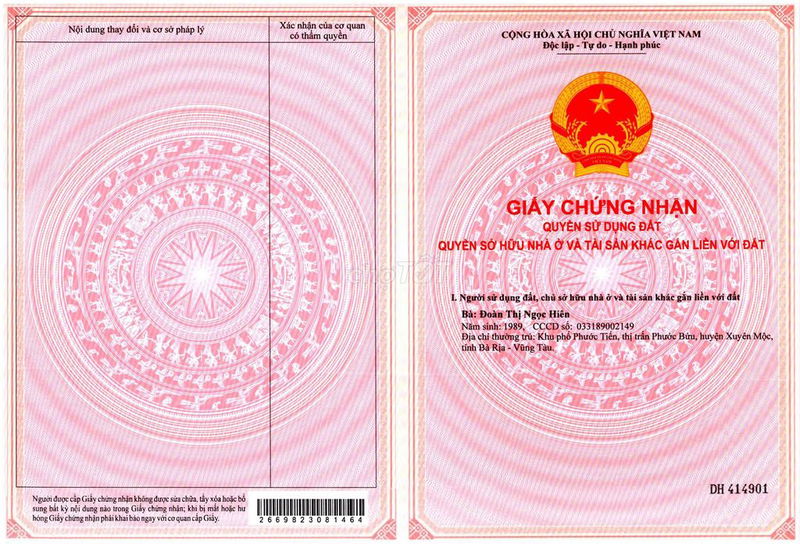 Nội dung thay đổi và cơ sở pháp lý
Xác nhận của cơ quan
có thẩm quyền
Người được cấp Giấy chứng nhận không được sửa chữa, tẩy xóa hoặc bổ
sung bất kỳ nội dung nào trong Giấy chứng nhận; khi bị mất hoặc hư
hỏng Giấy chứng nhận phải khai báo ngay với cơ quan cấp Giấy.
2669823081464
CỘNG HÒA XÃ HỘI CHỦ NGHĨA VIỆT NAM
Độc lập - Tự do - Hạnh phúc
VIỆT NAM
GIẤY CHỨNG NHẬN
QUYỀN SỬ DỤNG ĐẤT
QUYỀN SỞ HỮU NHÀ Ở VÀ TÀI SẢN KHÁC GẮN LIỀN VỚI ĐẤT
CHỢTỐT
I. Người sử dụng đất, chủ sở hữu nhà ở và tài sản khác gắn liền với đất
Bà: Đoàn Thị Ngọc Hiên
Năm sinh: 1989, CCCD số: 033189002149
Địa chỉ thường trú: Khu phố Phước Tiến, thị trấn Phước Bửu, huyện Xuyên Mộc,
tỉnh Bà Rịa - Vũng Tàu.
DH 414901